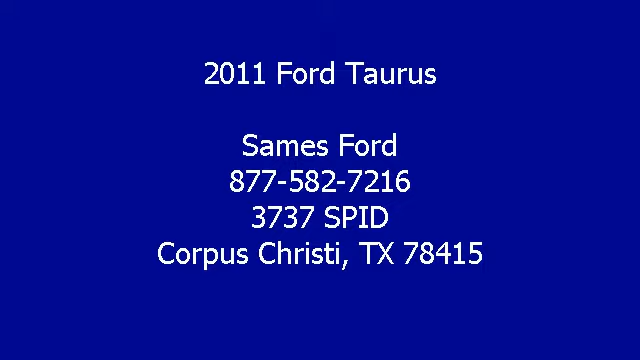 2011 Ford Taurus
Sames Ford
877-582-7216
3737 SPID
Corpus Christi, TX 78415